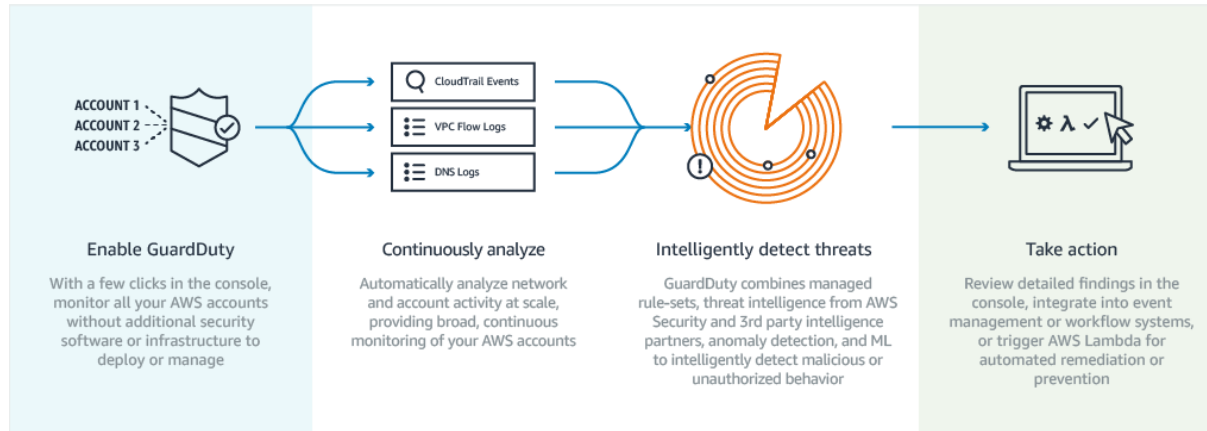 ACCOUNT 1
ACCOUNT 2
ACCOUNT 3
CloudTrail Events
VPC Flow Logs
DNS Logs
Enable GuardDuty
With a few clicks in the console,
monitor all your AWS accounts
without additional security
software or infrastructure to
deploy or manage
Continuously analyze
Automatically analyze network
and account activity at scale,
providing broad, continuous
monitoring of your AWS accounts
Intelligently detect threats
GuardDuty combines managed
rule-sets, threat intelligence from AWS
Security and 3rd party intelligence
partners, anomaly detection, and ML
to intelligently detect malicious or
unauthorized behavior
λ
Take action
Review detailed findings in the
console, integrate into event
management or workflow systems,
or trigger AWS Lambda for
automated remediation or
prevention